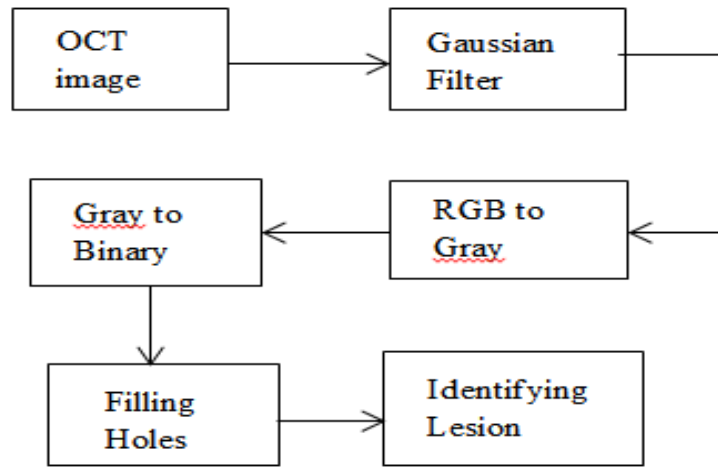 OCT
image
Gaussian
Filter
RGB to
Gray
Gray to
Binary
Filling
Holes
Identifying
Lesion